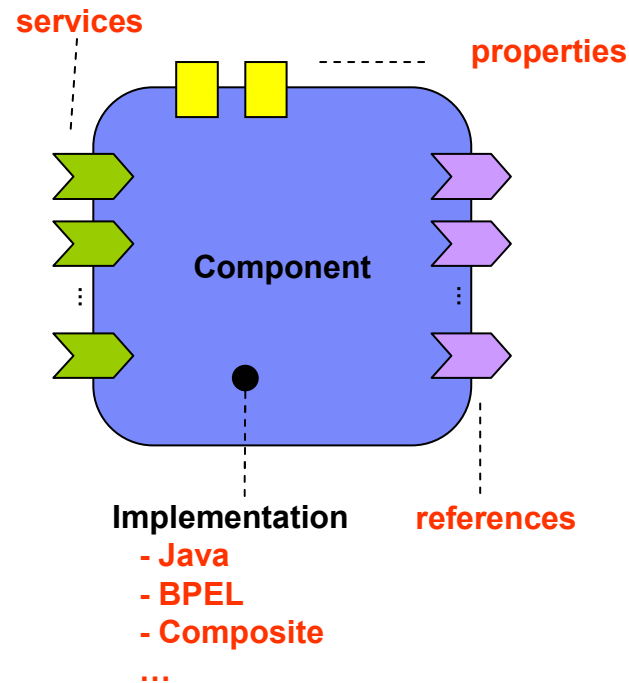 services
properties
Component
...
...
Implementation
- Java
- BPEL
- Composite
...
references